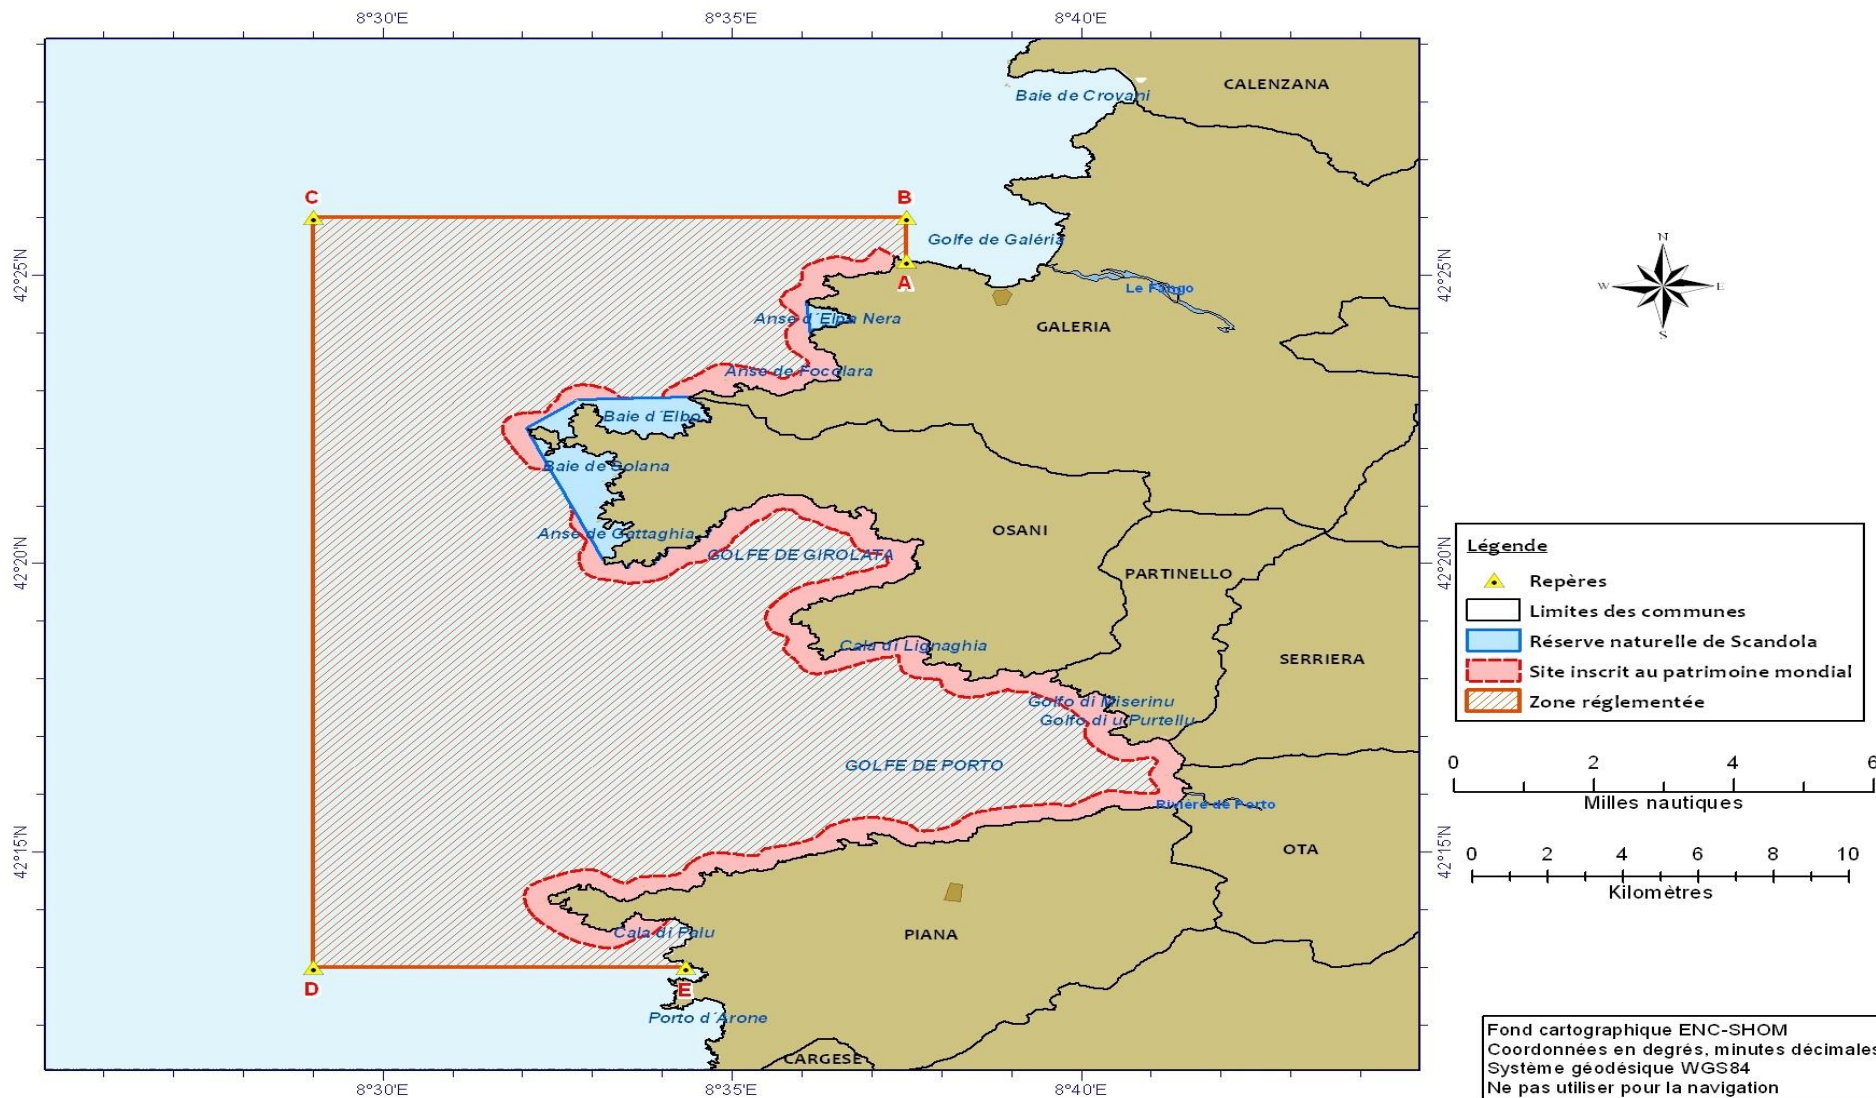 8°30'E
8°35'E
8°40'E
CALENZANA
Baie de Crovani
C
B
Golfe de Galéria
N
42°25'N
42°25'N
A
Le Fango
W
E
Anse d´Elpa Nera
GALERIA
S
Anse de Focolara
Baie d´Elbo
Baie de Solana
Anse de Gattaghia
OSANI
GOLFE DE GIROLATA
42°20'N
42°20'N
PARTINELLO
Cala di Lignaghia
SERRIERA
Golfo di Miserinu
Golfo di u Purtellu
GOLFE DE PORTO
Rivière de Porto
42°15'N
42°15'N
OTA
Cala di Palu
PIANA
D
E
Porto d´Arone
CARGESE
8°30'E
8°35'E
8°40'E
Légende
Repères
Limites des communes
Réserve naturelle de Scandola
Site inscrit au patrimoine mondial
Zone réglementée
0 2 4 6
Milles nautiques
0 2 4 6 8 10
Kilomètres
Fond cartographique ENC-SHOM
Coordonnées en degrés, minutes décimales
Système géodésique WGS84
Ne pas utiliser pour la navigation